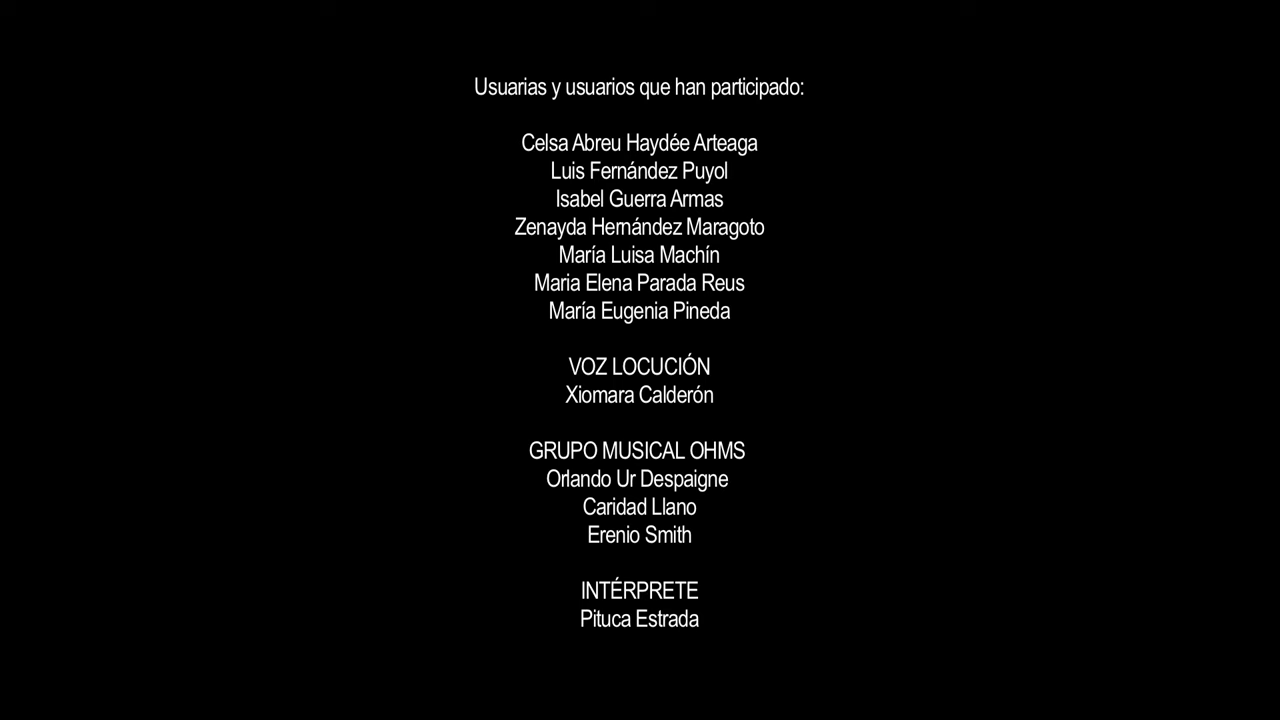 Usuarias y usuarios que han participado:
Celsa Abreu Haydée Arteaga
Luis Fernández Puyol
Isabel Guerra Armas
Zenayda Hernández Maragoto
María Luisa Machín
Maria Elena Parada Reus
María Eugenia Pineda
VOZ LOCUCIÓN
Xiomara Calderón
GRUPO MUSICAL OHMS
Orlando Ur Despaigne
Caridad Llano
Erenio Smith
INTÉRPRETE
Pituca Estrada